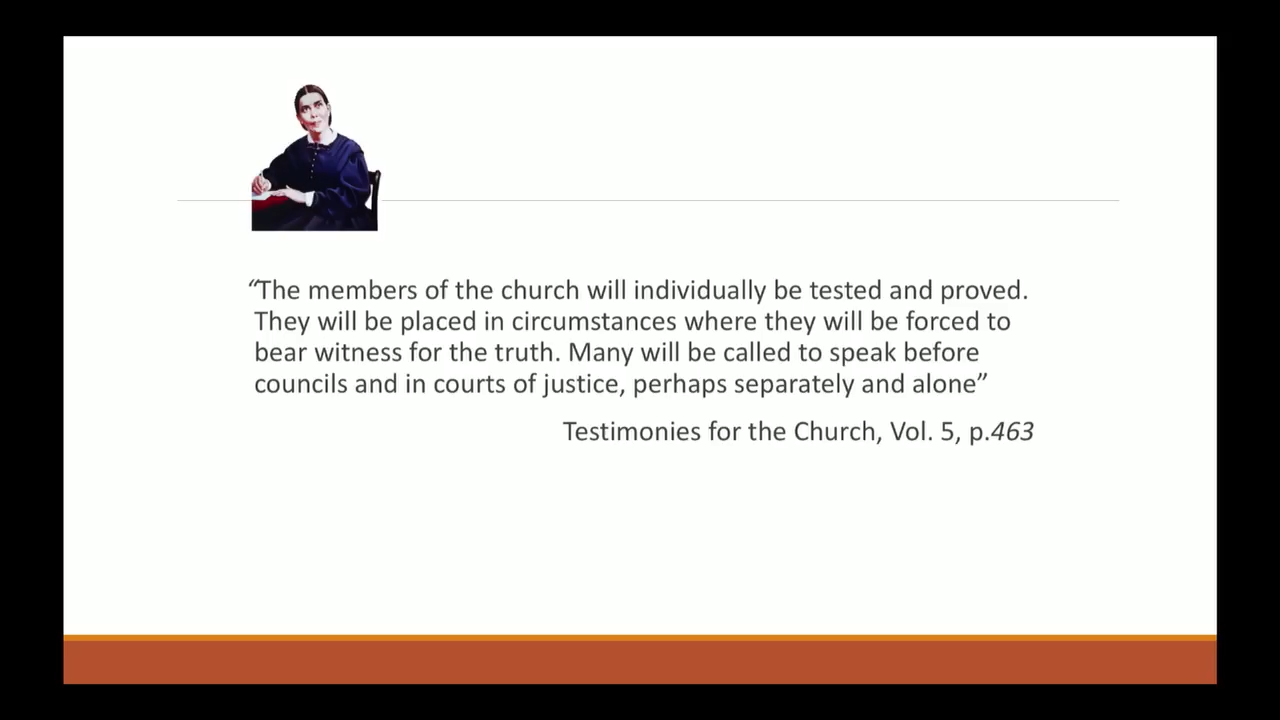 “The members of the church will individually be tested and proved.
They will be placed in circumstances where they will be forced to
bear witness for the truth. Many will be called to speak before
councils and in courts of justice, perhaps separately and alone”
Testimonies for the Church, Vol. 5, p.463